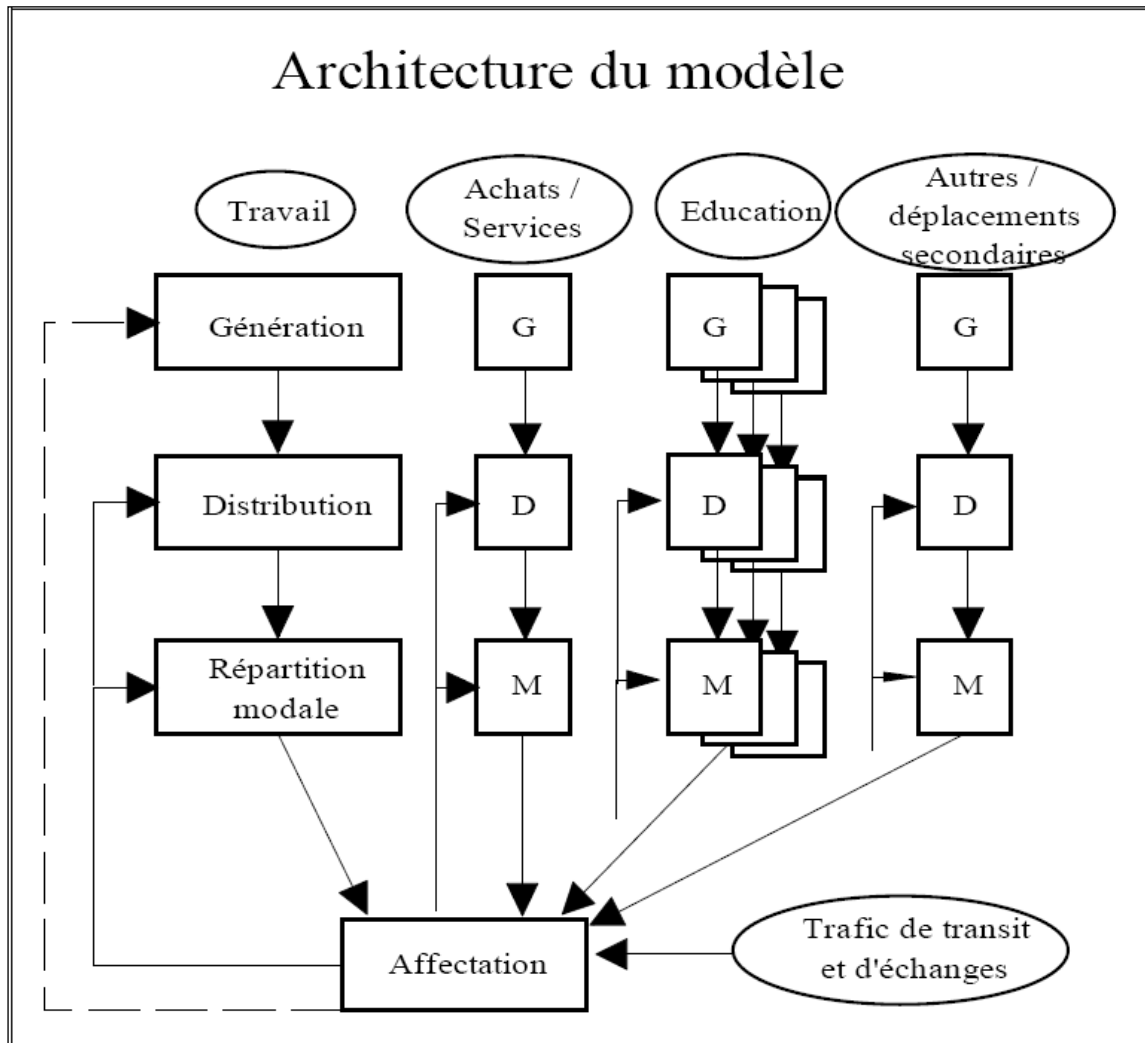 Architecture du modèle
Travail
Achats /
Services
Education
Autres /
déplacements
secondaires
Génération
G
G
G
Distribution
D
D
D
Répartition
modale
M
M
M
Affectation
Trafic de transit
et d'échanges